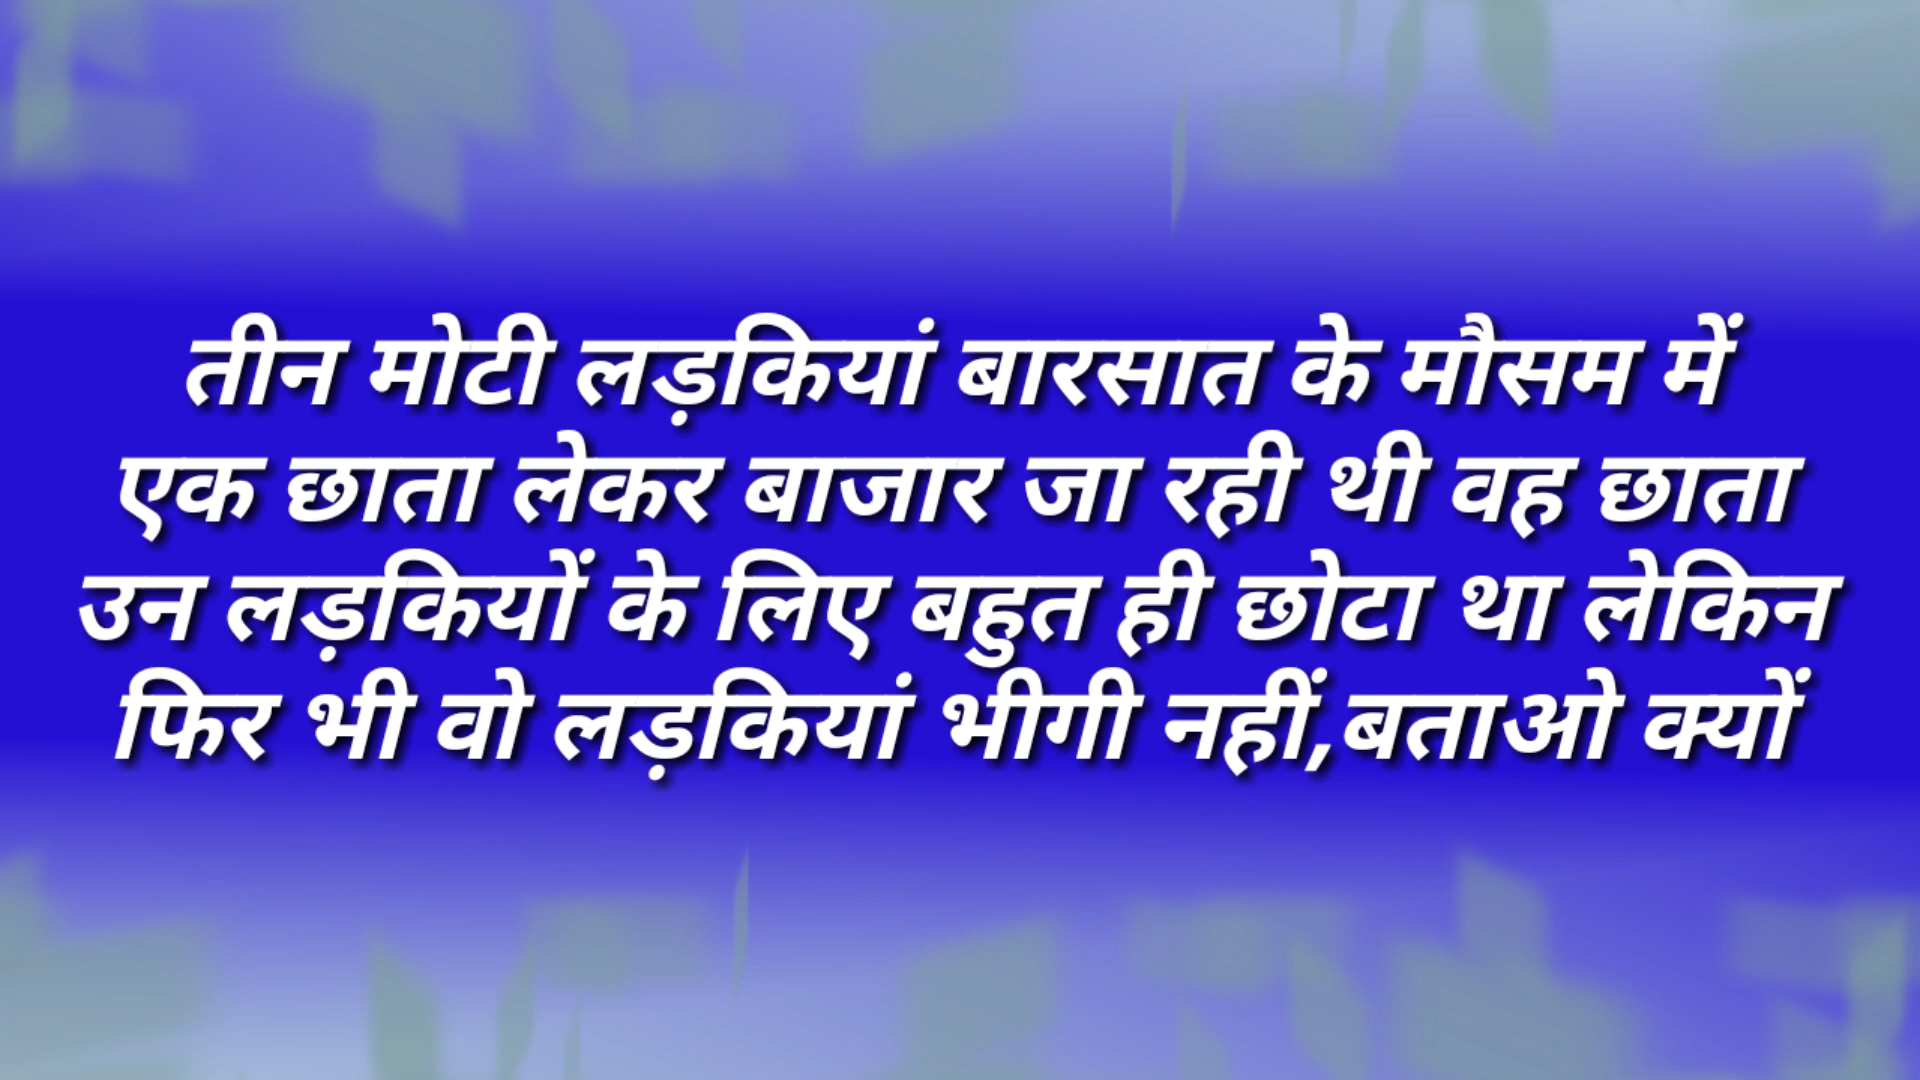 तीन मोटी लड़कियां बारसात के मौसम में
एक छाता लेकर बाजार जा रही थी वह छाता
उन लड़कियों के लिए बहुत ही छोटा था लेकिन
फिर भी वो लड़कियां भीगी नहीं,बताओ क्यों